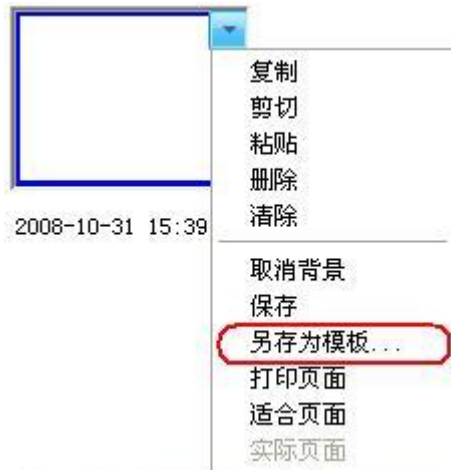 复制
剪切
粘贴
删除
清除
2008-10-31 15:39
取消背景
保存
另存为模板...
打印页面
适合页面
实际页面